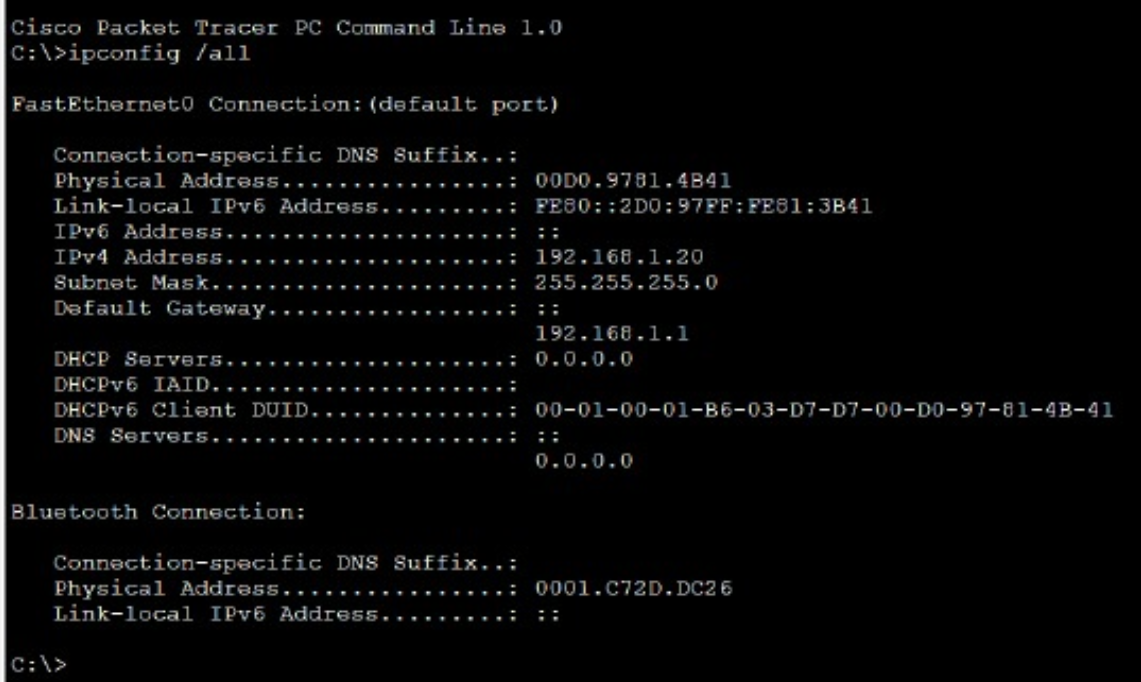 Cisco Packet Tracer PC Command Line 1.0
C:\>ipconfig /all
FastEthernet0 Connection:(default port)
Connection-specific DNS Suffix..:
Physical Address................: 00D0.9781.4B41
Link-local IPv6 Address.........: FE80::2D0:97FF:FE81:3B41
IPv6 Address....................: ::
IPv4 Address....................: 192.168.1.20
Subnet Mask.....................: 255.255.255.0
Default Gateway.................: ::
192.168.1.1
DHCP Servers....................: 0.0.0.0
DHCPv6 IAID.....................:
DHCPv6 Client DUID..............: 00-01-00-01-B6-03-D7-D7-00-D0-97-81-4B-41
DNS Servers.....................: ::
0.0.0.0
Bluetooth Connection:
Connection-specific DNS Suffix..:
Physical Address................: 0001.C72D.DC26
Link-local IPv6 Address.........: ::
C:\>